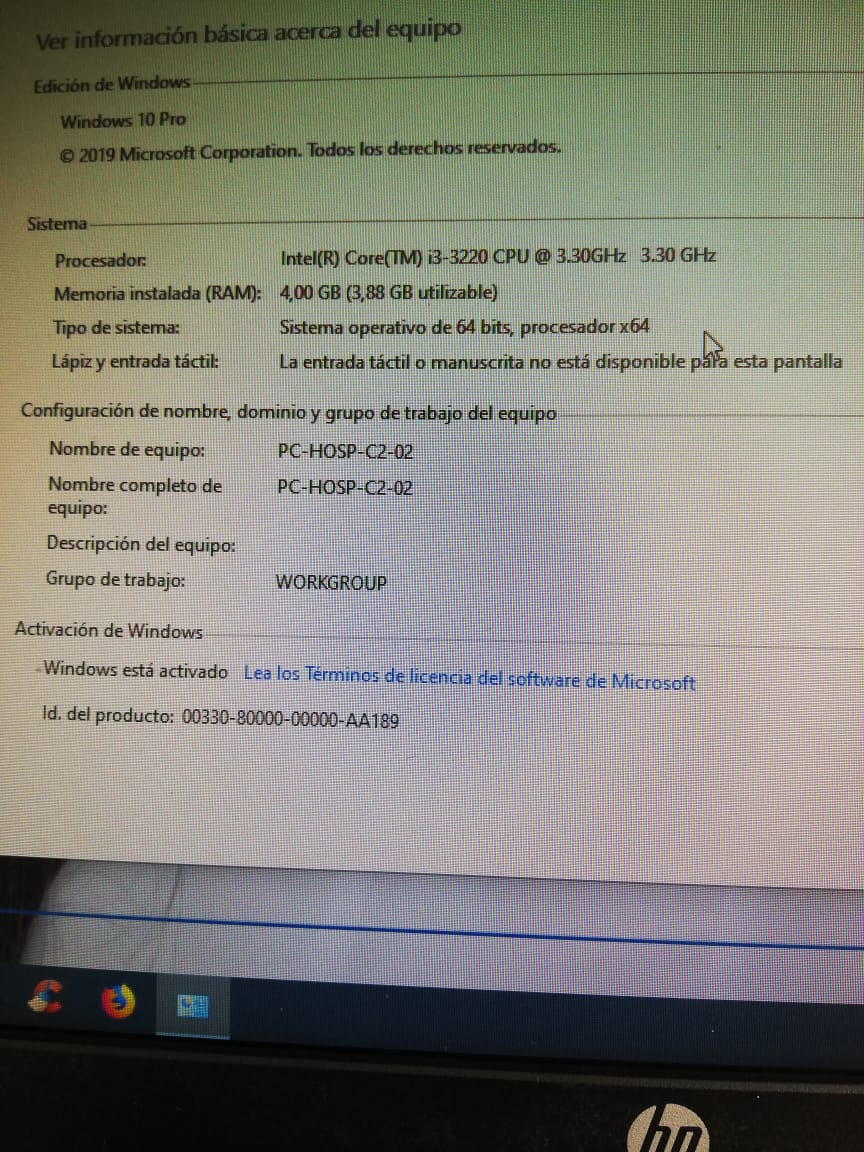 Ver información básica acerca del equipo
Edición de Windows
Windows 10 Pro
© 2019 Microsoft Corporation. Todos los derechos reservados.
Sistema
Procesador: Intel(R) Core(TM) i3-3220 CPU @ 3.30GHz 3.30 GHz
Memoria instalada (RAM): 4,00 GB (3,88 GB utilizable)
Tipo de sistema: Sistema operativo de 64 bits, procesador x64
Lápiz y entrada táctil: La entrada táctil o manuscrita no está disponible para esta pantalla
Configuración de nombre, dominio y grupo de trabajo del equipo
Nombre de equipo: PC-HOSP-C2-02
Nombre completo de PC-HOSP-C2-02
equipo:
Descripción del equipo:
Grupo de trabajo: WORKGROUP
Activación de Windows
Windows está activado Lea los Términos de licencia del software de Microsoft
Id. del producto: 00330-80000-00000-AA189
hp